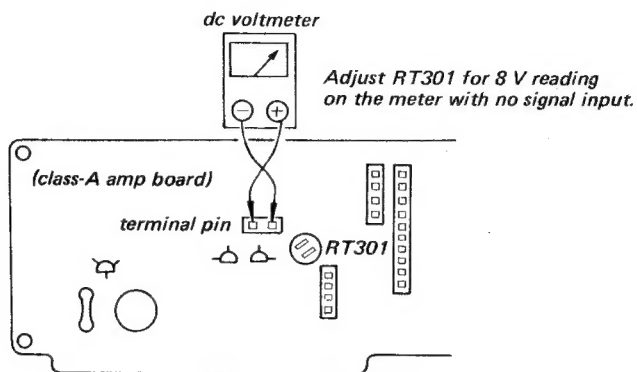 dc voltmeter
Adjust RT301 for 8 V reading
on the meter with no signal input.
− +
(class-A amp board)
terminal pin
RT301